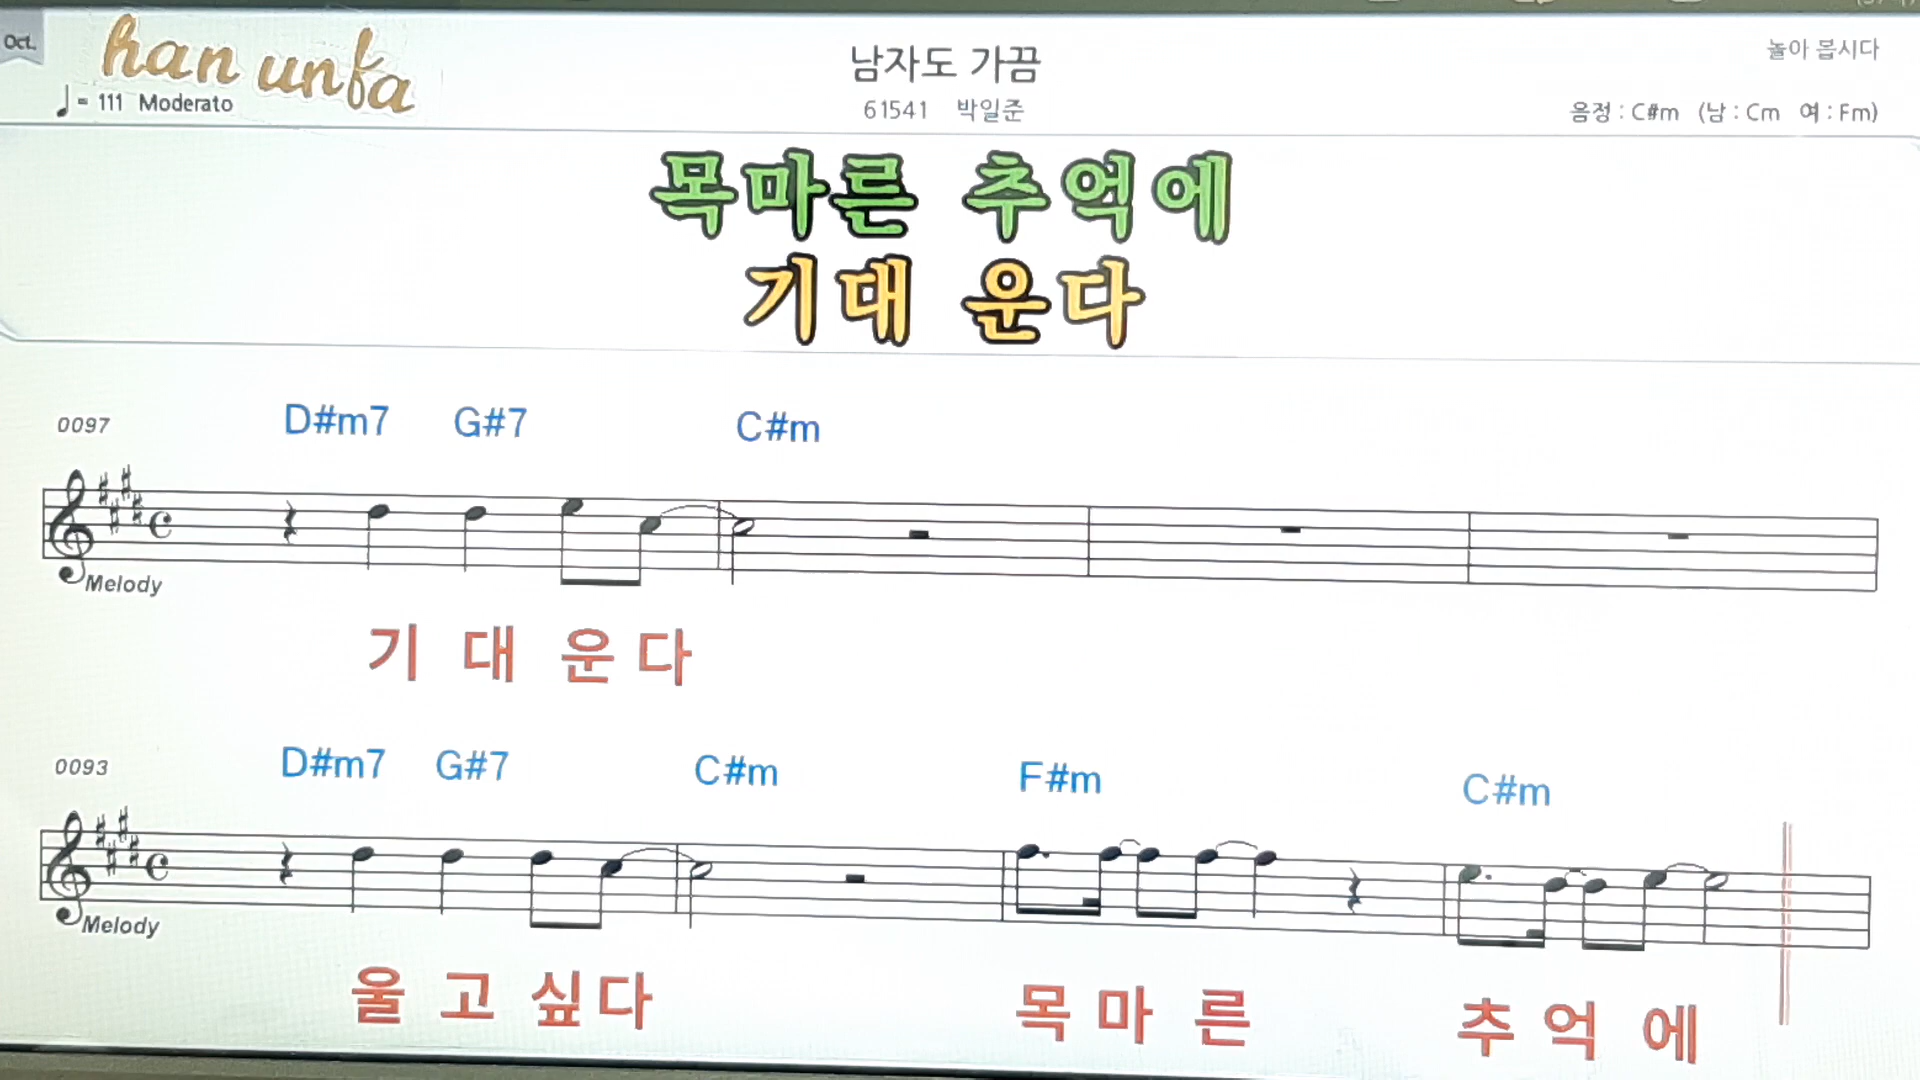 Oct.
han unfa
= 111 Moderato
남자도 가끔
61541 박일준
놀아 봅시다
음정 : C#m (남 : Cm 여 : Fm)
목마른 추억에
기대 운다
0097
D#m7 G#7 C#m
Melody
기 대 운 다
0093
D#m7 G#7 C#m F#m C#m
Melody
울 고 싶 다 목 마 른 추 억 에